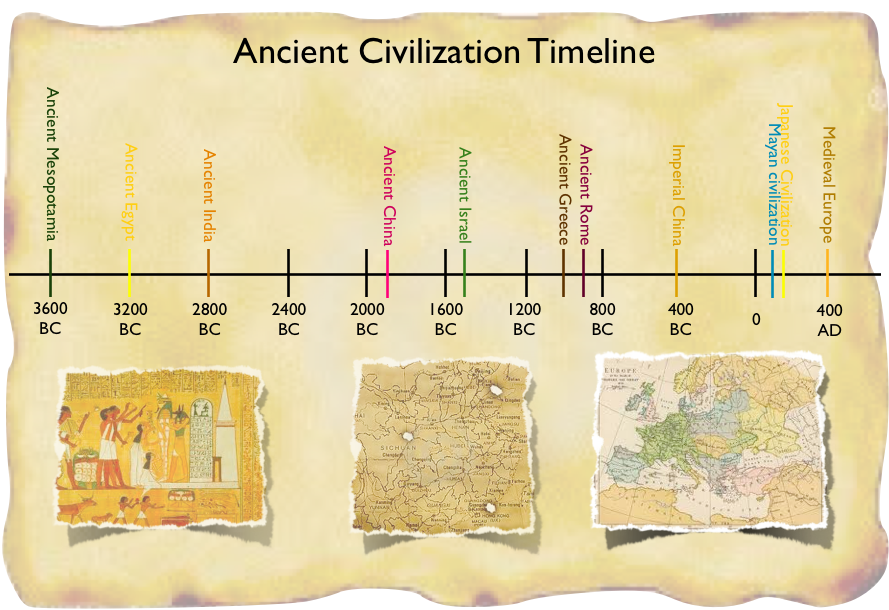 Ancient Civilization Timeline
Ancient Mesopotamia
Ancient Egypt
Ancient India
Ancient China
Ancient Israel
Ancient Greece
Ancient Rome
Imperial China
Mayan civilization
Japanese Civilization
Medieval Europe
3600 BC
3200 BC
2800 BC
2400 BC
2000 BC
1600 BC
1200 BC
800 BC
400 BC
0
400 AD
SICHUAN
EUROPE